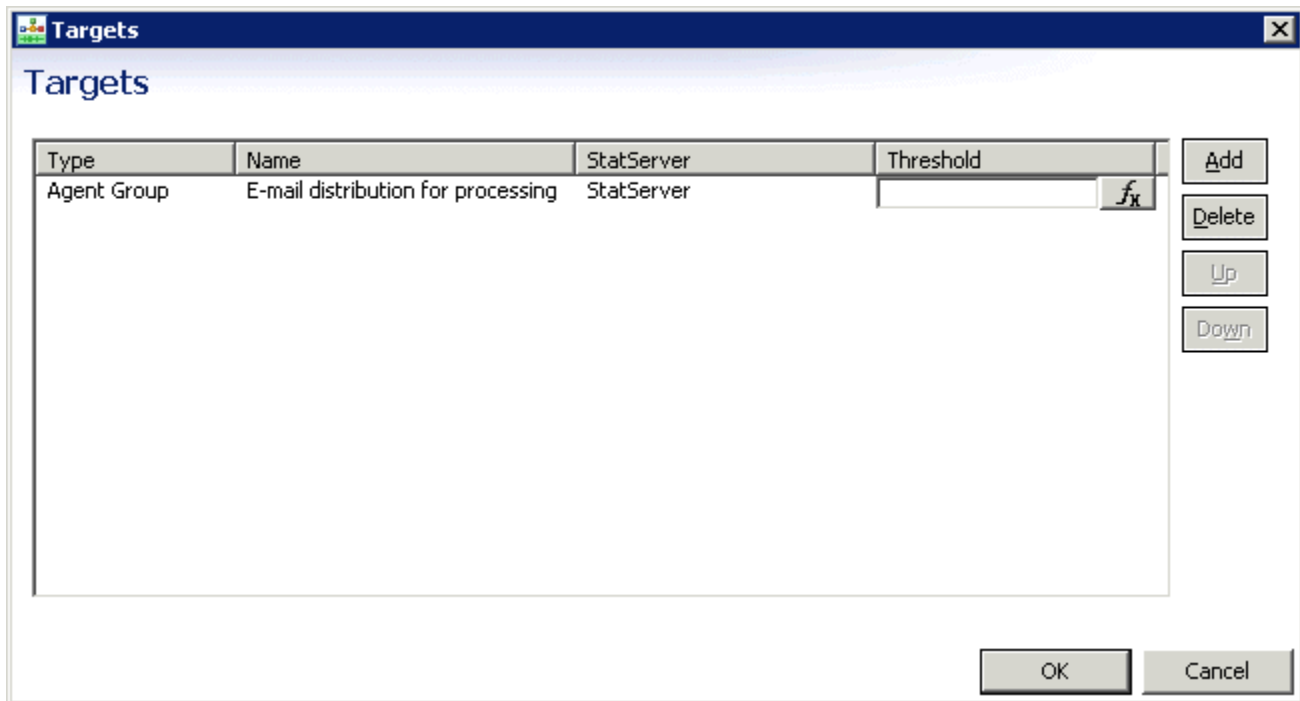 Targets
Targets
Type Name StatServer Threshold
Agent Group E-mail distribution for processing StatServer fx
Add
Delete
Up
Down
OK Cancel